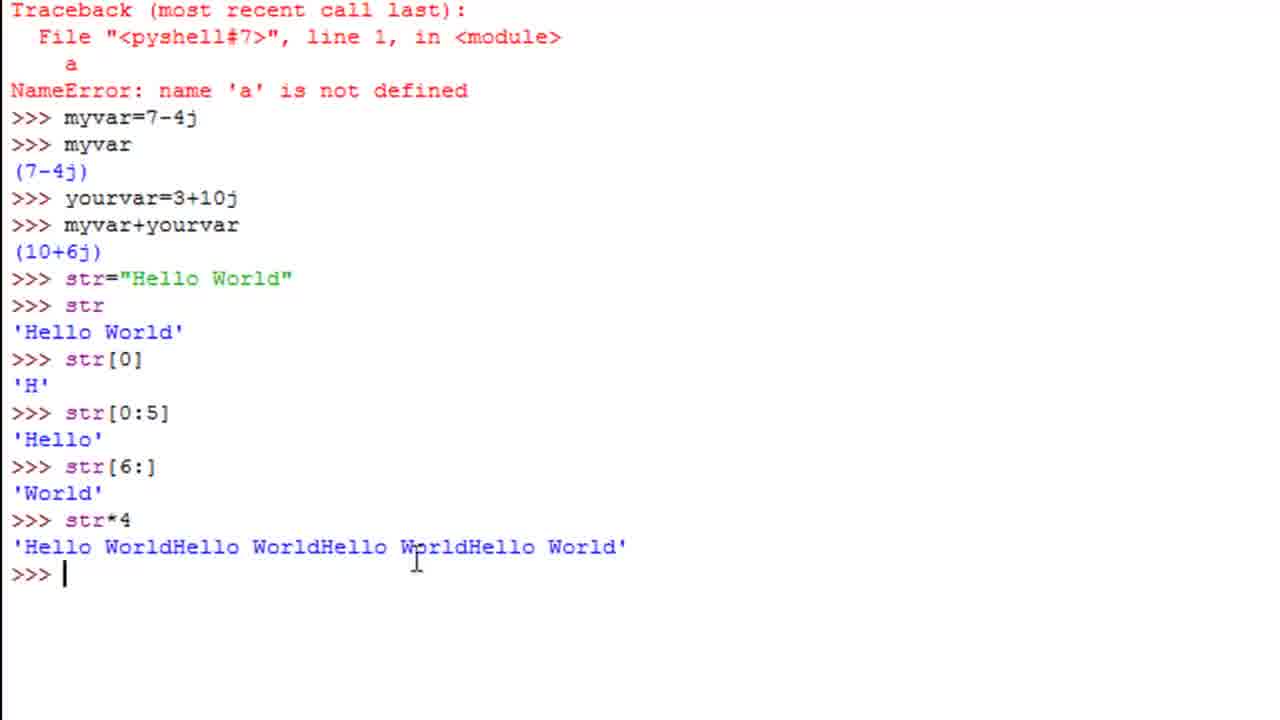 Traceback (most recent call last):
  File "<pyshell#7>", line 1, in <module>
    a
NameError: name 'a' is not defined
>>> myvar=7-4j
>>> myvar
(7-4j)
>>> yourvar=3+10j
>>> myvar+yourvar
(10+6j)
>>> str="Hello World"
>>> str
'Hello World'
>>> str[0]
'H'
>>> str[0:5]
'Hello'
>>> str[6:]
'World'
>>> str*4
'Hello WorldHello WorldHello WorldHello World'
>>>